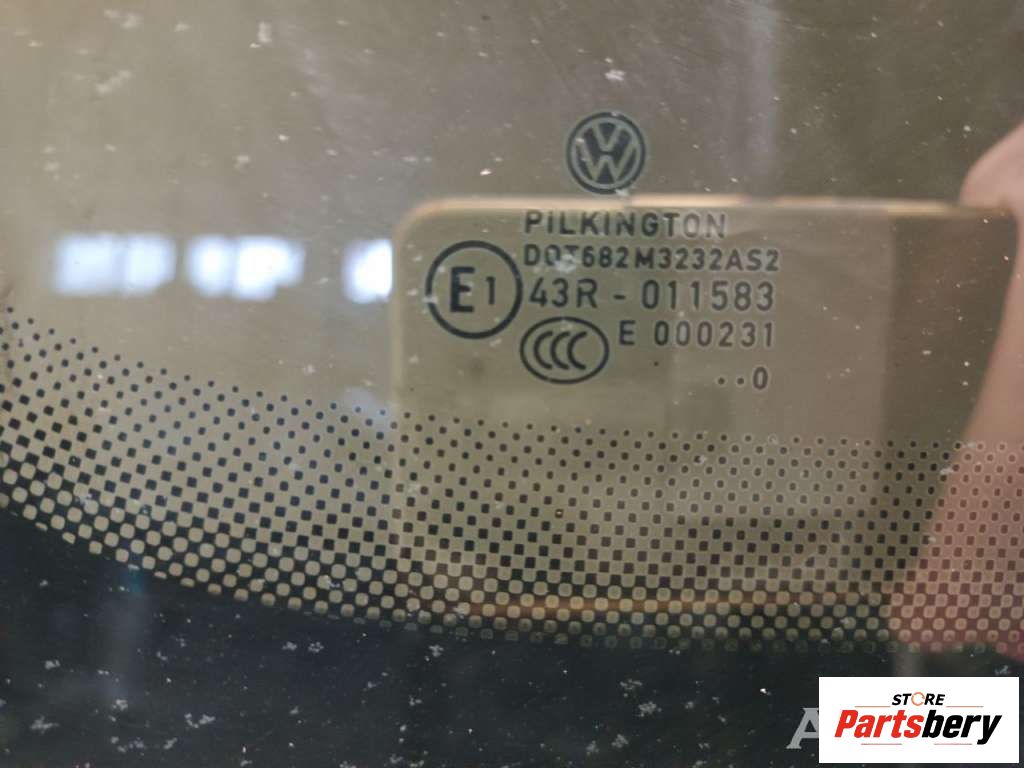 PILKINGTON
DOT682M3232AS2
E1
43R - 011583
CCC
E 000231
··0
STORE
Partsbery